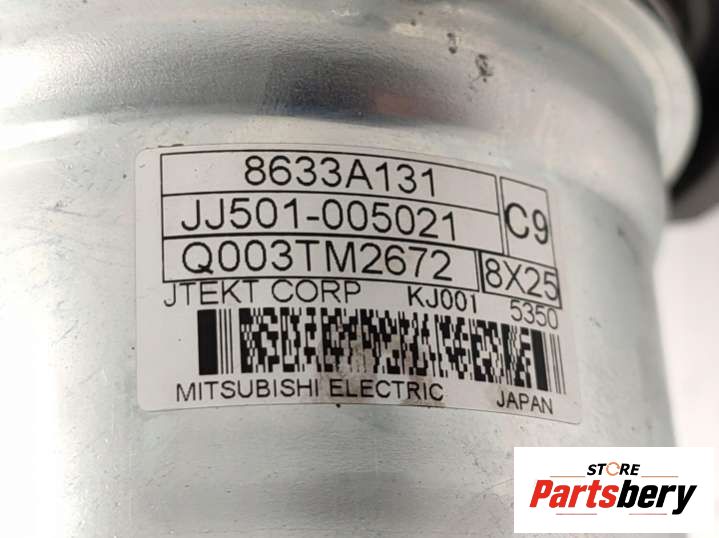 8633A131
JJ501-005021
C9
Q003TM2672
8X25
JTEKT CORP KJ001 5350
MITSUBISHI ELECTRIC JAPAN
STORE
Partsbery